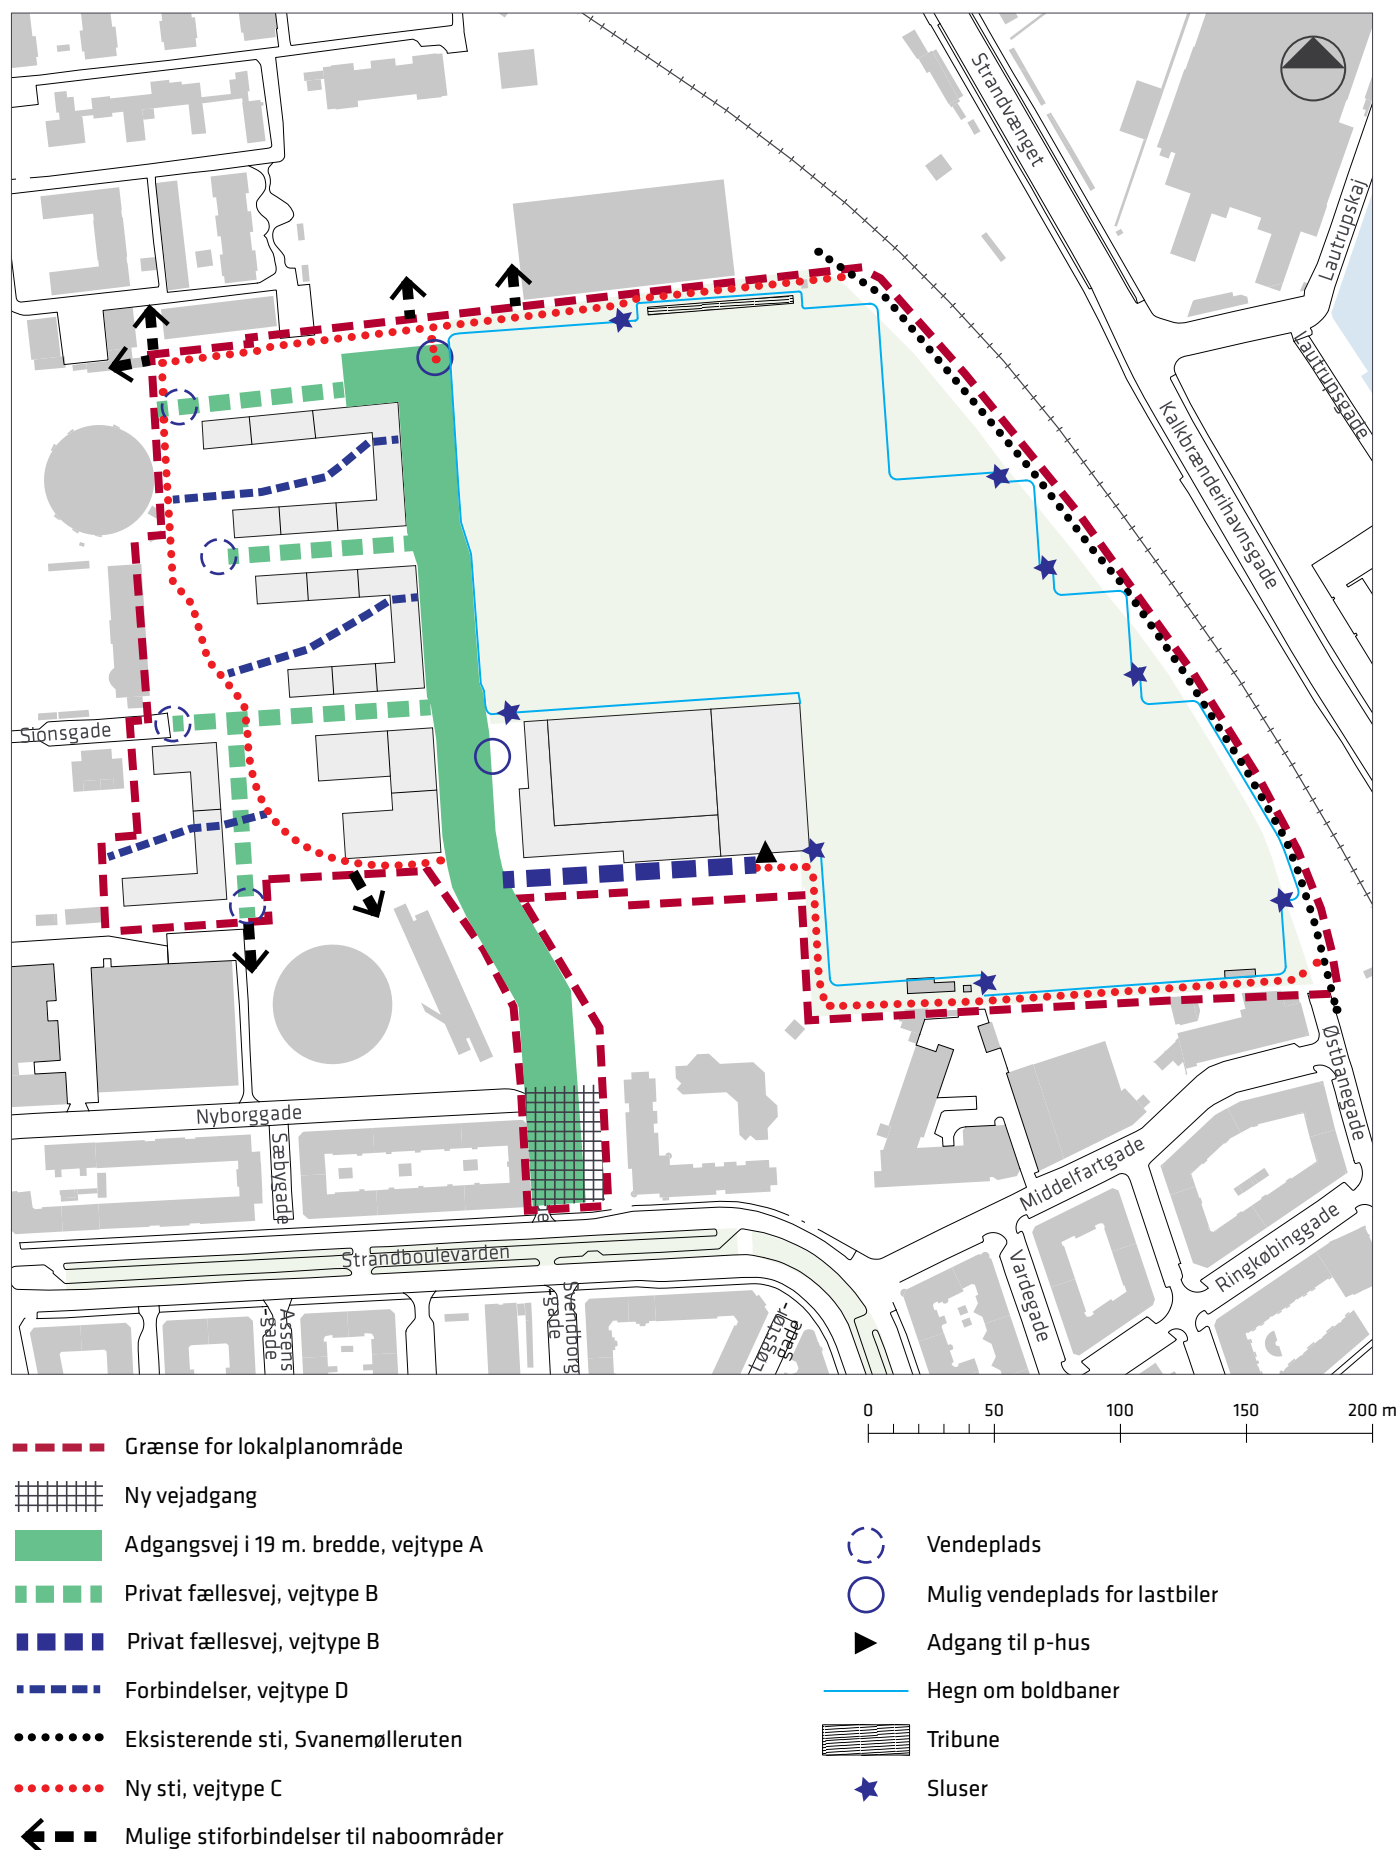 Strandvænget
Lautrupskaj
Lautrupsgade
Kalkbrænderihavnsgade
Sionsgade
Østbanegade
Nyborggade
Sæbygade
Middelfartgade
Ringkøbinggade
Vardegade
Strandboulevarden
Assens
-gade
Svendborg
-gade
Løgstør-
gade
0 50 100 150 200 m
Grænse for lokalplanområde
Ny vejadgang
Adgangsvej i 19 m. bredde, vejtype A
Privat fællesvej, vejtype B
Privat fællesvej, vejtype B
Forbindelser, vejtype D
Eksisterende sti, Svanemølleruten
Ny sti, vejtype C
Mulige stiforbindelser til naboområder
Vendeplads
Mulig vendeplads for lastbiler
Adgang til p-hus
Hegn om boldbaner
Tribune
Sluser